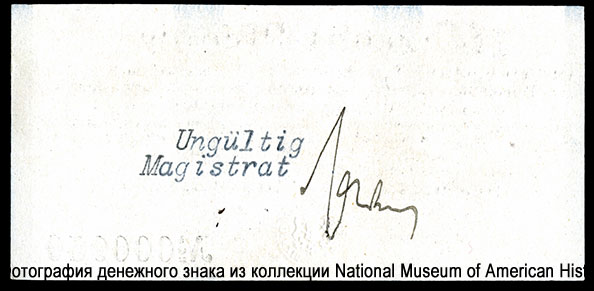 Ungültig
Magistrat
отография денежного знака из коллекции National Museum of American Hist